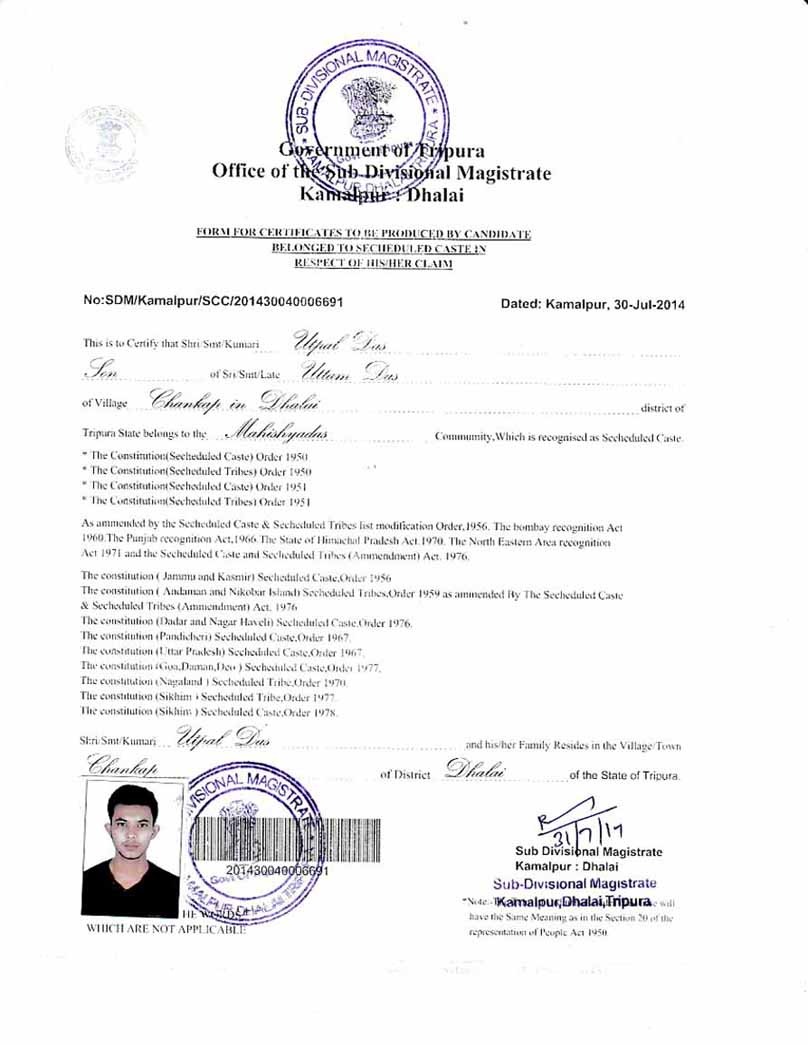 SUB-DIVISIONAL MAGISTRATE
Government of Tripura
Office of the Sub-Divisional Magistrate
Kamalpur : Dhalai
FORM FOR CERTIFICATES TO BE PRODUCED BY CANDIDATE
BELONGED TO SECHEDULED CASTE IN
RESPECT OF HIS/HER CLAIM
No:SDM/Kamalpur/SCC/201430040006691
Dated: Kamalpur, 30-Jul-2014
This is to Certify that Shri/Smt/Kumari Utpal Das
Son of Sri/Smt/Late Uttam Das
of Village Chankap in Dhalai district of
Tripura State belongs to the Mahishyadas Community,Which is recognised as Secheduled Caste.
* The Constitution(Secheduled Caste) Order 1950
* The Constitution(Secheduled Tribes) Order 1950
* The Constitution(Secheduled Caste) Order 1951
* The Constitution(Secheduled Tribes) Order 1951
As ammended by the Secheduled Caste & Secheduled Tribes list modification Order,1956. The bombay recognition Act
1960.The Punjab recognition Act,1966.The State of Himachal Pradesh Act.1970. The North Eastern Area recognition
Act 1971 and the Secheduled Caste and Secheduled Tribes (Ammendment) Act. 1976.
The constitution ( Jammu and Kasmir) Secheduled Caste,Order 1956
The constitution ( Andaman and Nikobar Island) Secheduled Tribes,Order 1959 as ammended By The Secheduled Caste
& Secheduled Tribes (Ammendment) Act. 1976
The constitution (Dadar and Nagar Haveli) Secheduled Caste,Order 1976.
The constitution (Pandicheri) Secheduled Caste,Order 1967.
The constitution (Uttar Pradesh) Secheduled Caste,Order 1967.
The constitution (Goa,Daman,Deo ) Secheduled Caste,Order 1977.
The constitution (Nagaland ) Secheduled Tribe,Order 1970.
The constitution (Sikhim ) Secheduled Tribe,Order 1977.
The constitution (Sikhim ) Secheduled Caste,Order 1978.
Shri/Smt/Kumari Utpal Das and his/her Family Resides in the Village/Town
Chankap of District Dhalai of the State of Tripura.
201430040006691
31/7/14
Sub Divisional Magistrate
Kamalpur : Dhalai
Sub-Divisional Magistrate
Kamalpur,Dhalai,Tripura
*Note:- will
have the Same Meaning as in the Section 20 of the
representation of People Act 1950
HE WORDS
WHICH ARE NOT APPLICABLE